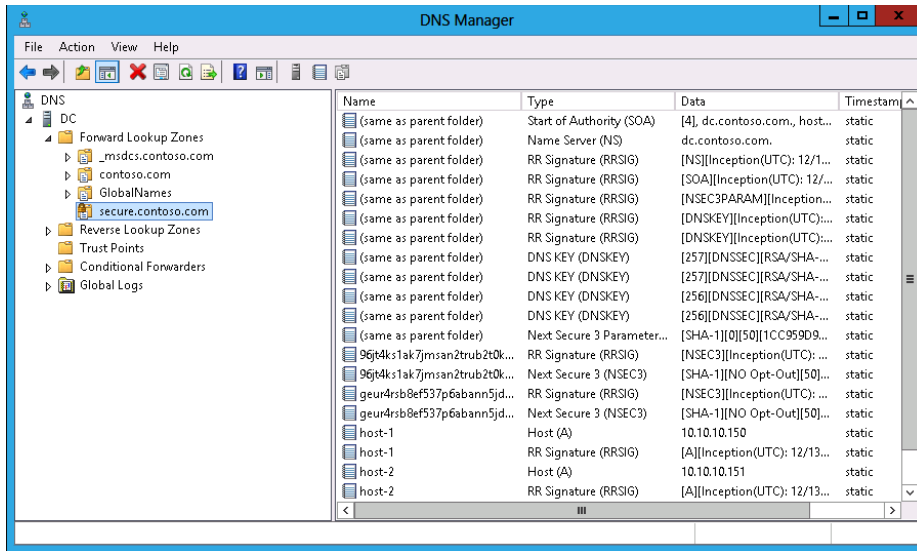 DNS Manager
File Action View Help
DNS
DC
Forward Lookup Zones
_msdcs.contoso.com
contoso.com
GlobalNames
secure.contoso.com
Reverse Lookup Zones
Trust Points
Conditional Forwarders
Global Logs
Name Type Data Timestam
(same as parent folder) Start of Authority (SOA) [4], dc.contoso.com., host... static
(same as parent folder) Name Server (NS) dc.contoso.com. static
(same as parent folder) RR Signature (RRSIG) [NS][Inception(UTC): 12/1... static
(same as parent folder) RR Signature (RRSIG) [SOA][Inception(UTC): 12/... static
(same as parent folder) RR Signature (RRSIG) [NSEC3PARAM][Inception... static
(same as parent folder) RR Signature (RRSIG) [DNSKEY][Inception(UTC):... static
(same as parent folder) RR Signature (RRSIG) [DNSKEY][Inception(UTC):... static
(same as parent folder) DNS KEY (DNSKEY) [257][DNSSEC][RSA/SHA-... static
(same as parent folder) DNS KEY (DNSKEY) [257][DNSSEC][RSA/SHA-... static
(same as parent folder) DNS KEY (DNSKEY) [256][DNSSEC][RSA/SHA-... static
(same as parent folder) DNS KEY (DNSKEY) [256][DNSSEC][RSA/SHA-... static
(same as parent folder) Next Secure 3 Parameter... [SHA-1][0][50][1CC959D9... static
96jt4ks1ak7jmsan2trub2t0k... RR Signature (RRSIG) [NSEC3][Inception(UTC): ... static
96jt4ks1ak7jmsan2trub2t0k... Next Secure 3 (NSEC3) [SHA-1][NO Opt-Out][50]... static
geur4rsb8ef537p6abann5jd... RR Signature (RRSIG) [NSEC3][Inception(UTC): ... static
geur4rsb8ef537p6abann5jd... Next Secure 3 (NSEC3) [SHA-1][NO Opt-Out][50]... static
host-1 Host (A) 10.10.10.150 static
host-1 RR Signature (RRSIG) [A][Inception(UTC): 12/13... static
host-2 Host (A) 10.10.10.151 static
host-2 RR Signature (RRSIG) [A][Inception(UTC): 12/13... static